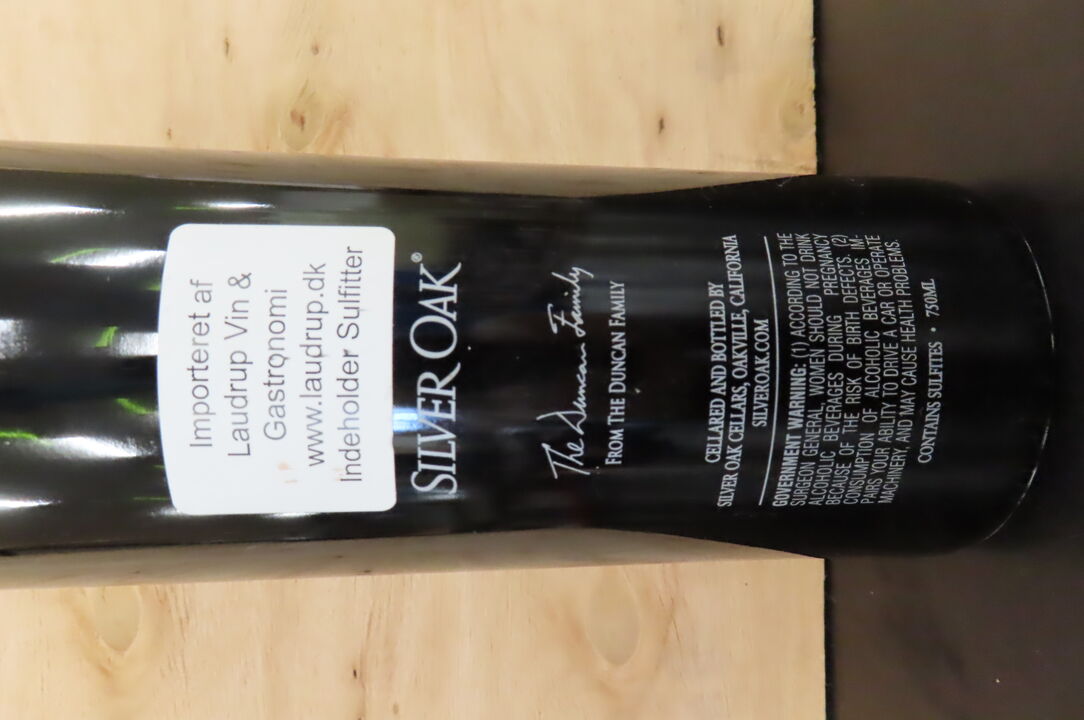 Importeret af
Laudrup Vin &
Gastronomi
www.laudrup.dk
Indeholder Sulfitter
SILVER OAK®
The Duncan Family
FROM THE DUNCAN FAMILY
CELLARED AND BOTTLED BY
SILVER OAK CELLARS, OAKVILLE, CALIFORNIA
SILVEROAK.COM
GOVERNMENT WARNING: (1) ACCORDING TO THE
SURGEON GENERAL, WOMEN SHOULD NOT DRINK
ALCOHOLIC BEVERAGES DURING PREGNANCY
BECAUSE OF THE RISK OF BIRTH DEFECTS. (2)
CONSUMPTION OF ALCOHOLIC BEVERAGES IM-
PAIRS YOUR ABILITY TO DRIVE A CAR OR OPERATE
MACHINERY, AND MAY CAUSE HEALTH PROBLEMS.
CONTAINS SULFITES • 750ML